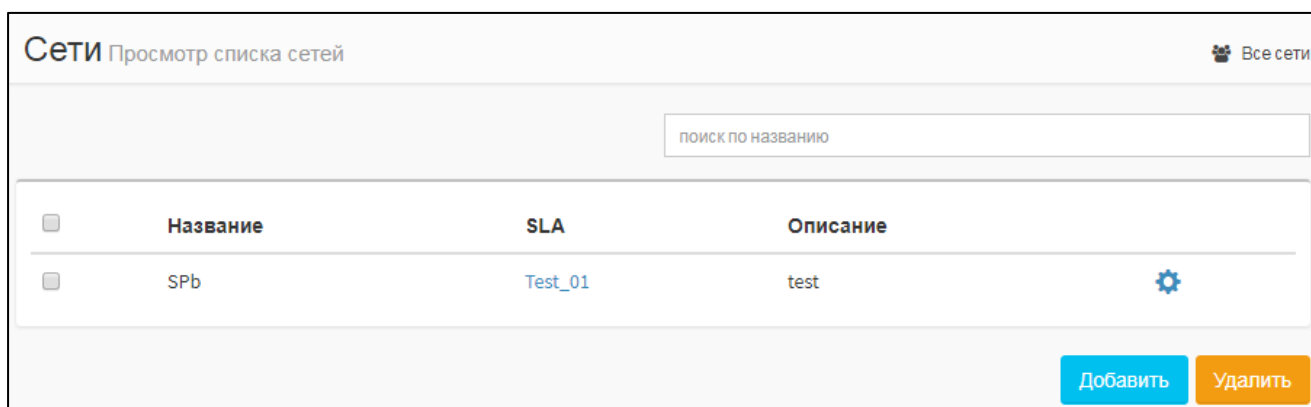 Сети Просмотр списка сетей Все сети
поиск по названию
Название SLA Описание
SPb Test_01 test
Добавить Удалить